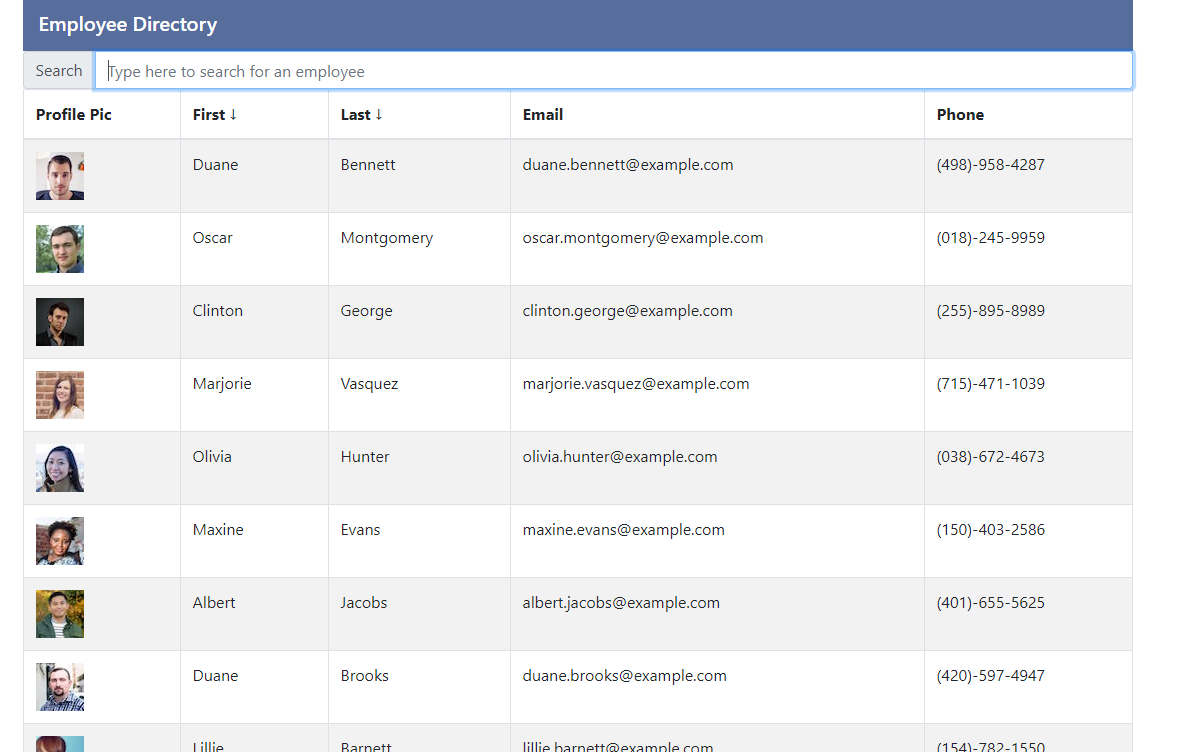 Employee Directory
Search Type here to search for an employee
Profile Pic First ↓ Last ↓ Email Phone
Duane Bennett duane.bennett@example.com (498)-958-4287
Oscar Montgomery oscar.montgomery@example.com (018)-245-9959
Clinton George clinton.george@example.com (255)-895-8989
Marjorie Vasquez marjorie.vasquez@example.com (715)-471-1039
Olivia Hunter olivia.hunter@example.com (038)-672-4673
Maxine Evans maxine.evans@example.com (150)-403-2586
Albert Jacobs albert.jacobs@example.com (401)-655-5625
Duane Brooks duane.brooks@example.com (420)-597-4947
Lillie Barnett lillie.barnett@example.com (154)-782-1550